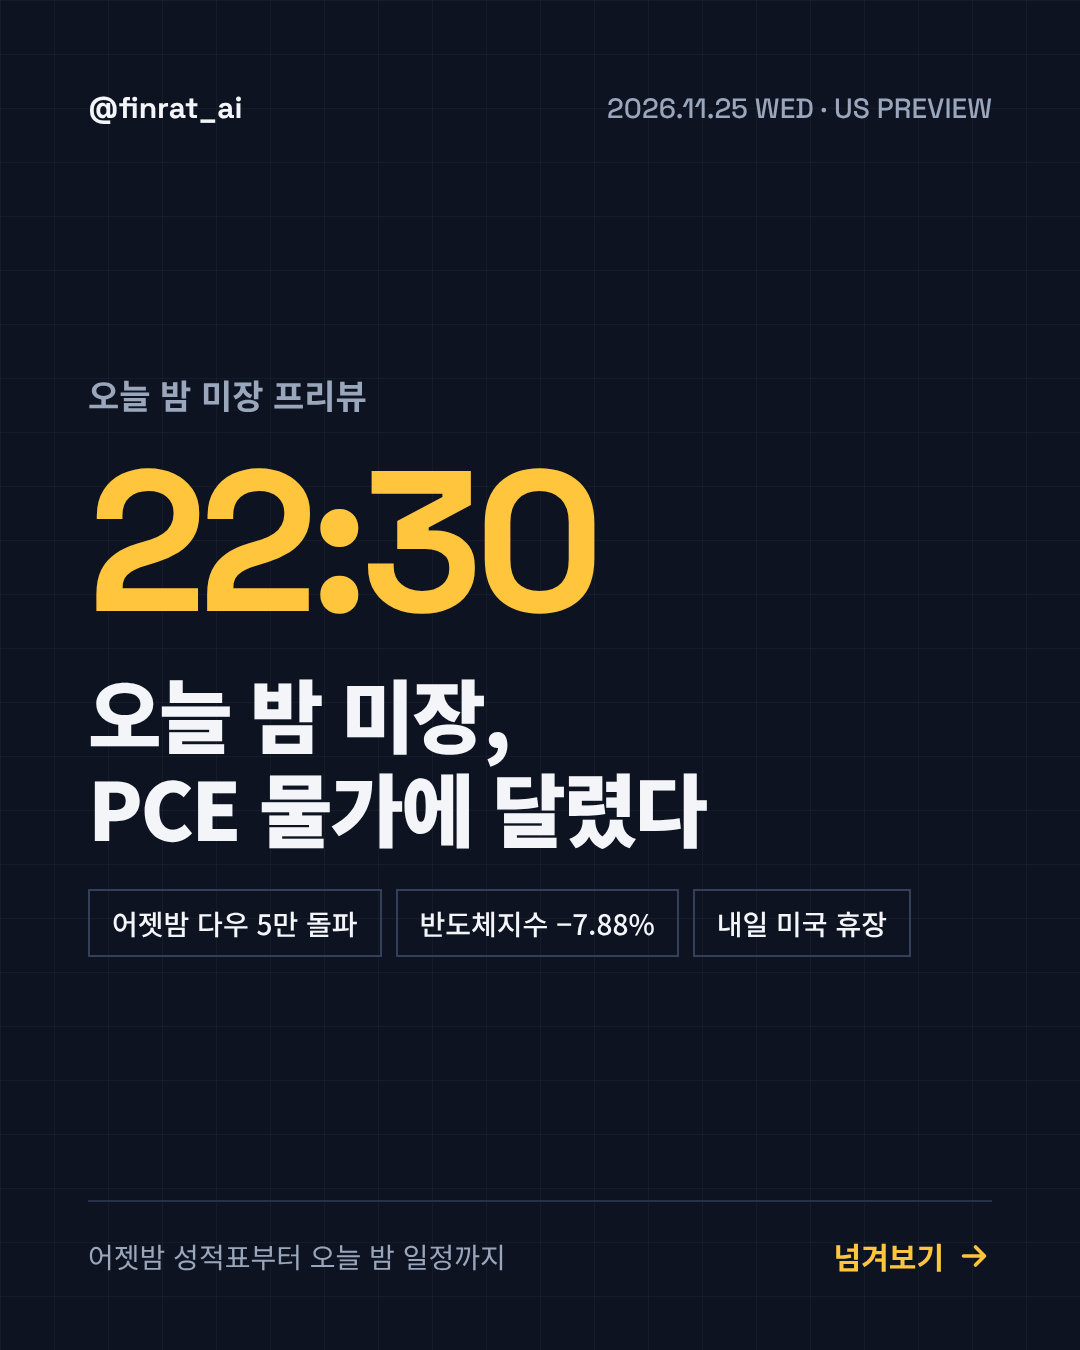 @finrat_ai
2026.11.25 WED · US PREVIEW
오늘 밤 미장 프리뷰
22:30
오늘 밤 미장,
PCE 물가에 달렸다
어젯밤 다우 5만 돌파
반도체지수 −7.88%
내일 미국 휴장
어젯밤 성적표부터 오늘 밤 일정까지
넘겨보기 →